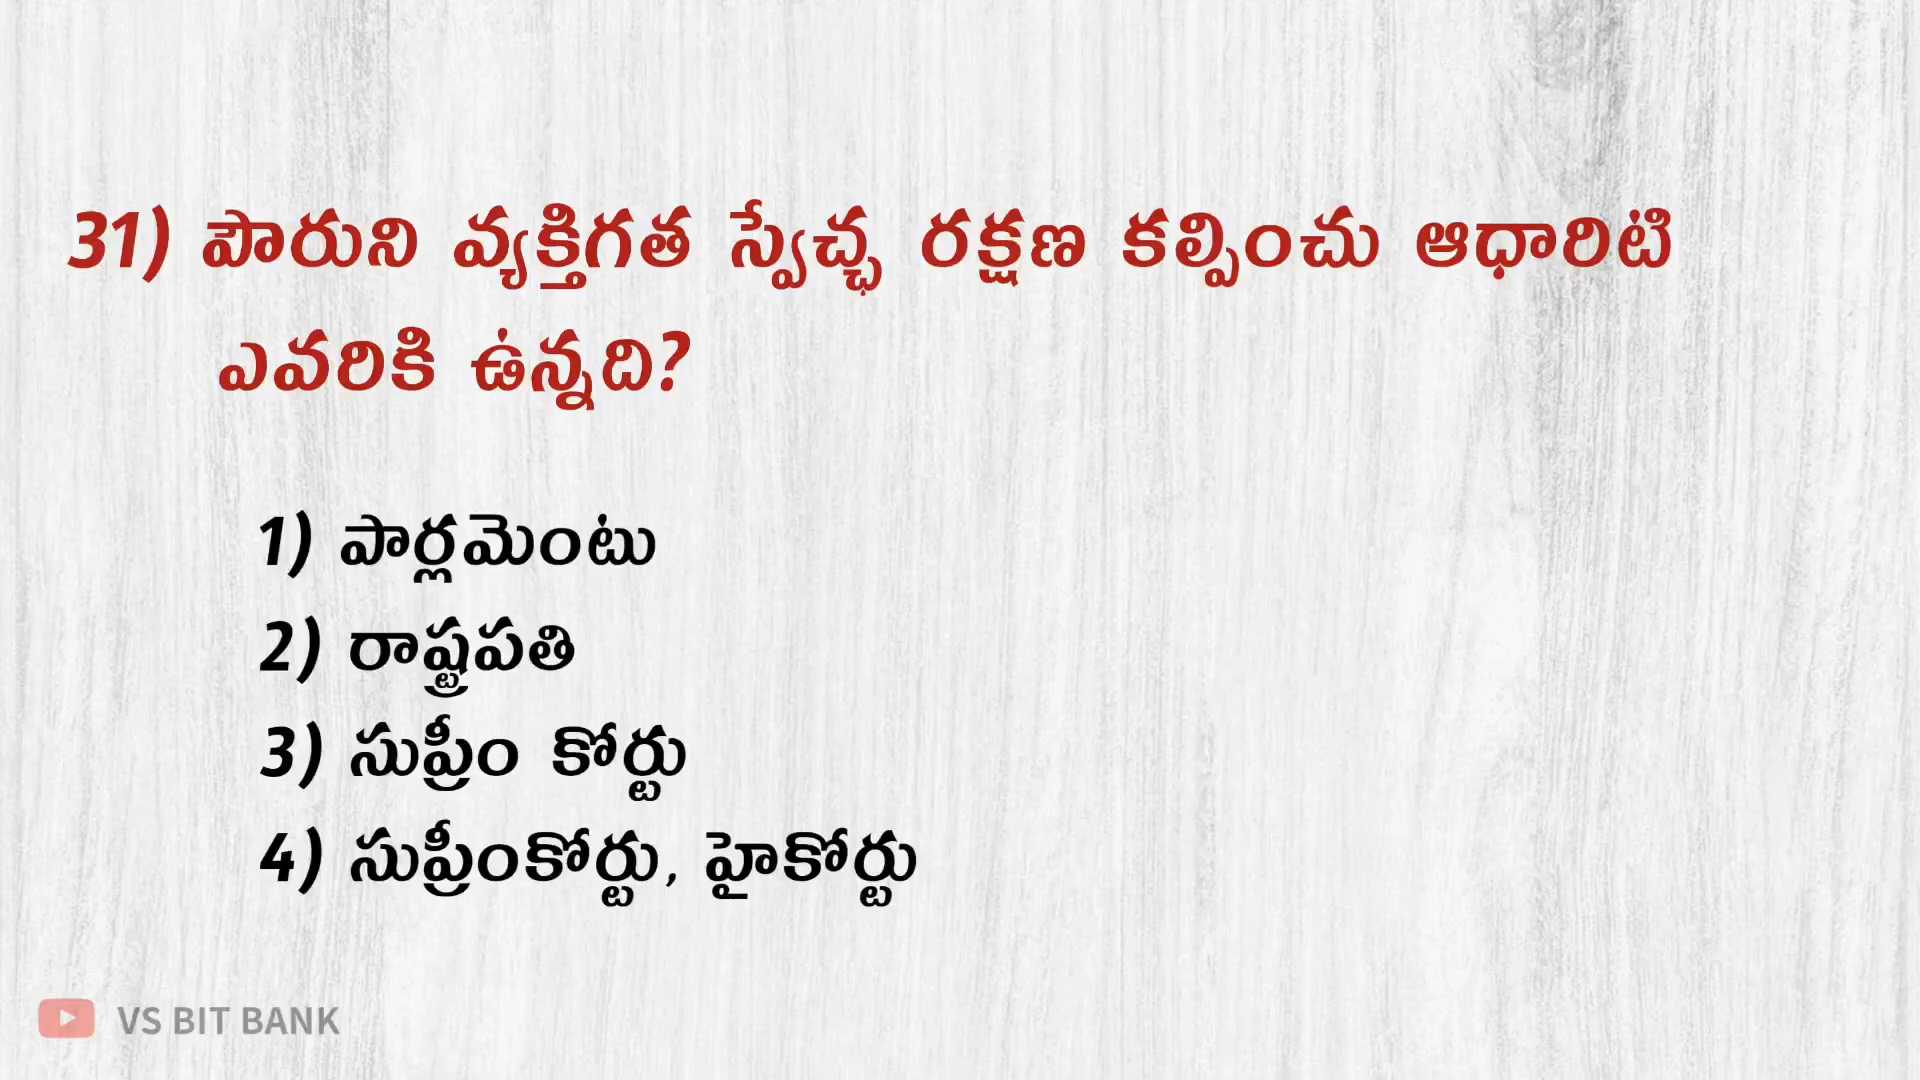 31) పౌరుని వ్యక్తిగత స్వేచ్ఛ రక్షణ కల్పించు ఆధారిటి
ఎవరికి ఉన్నది?
1) పార్లమెంటు
2) రాష్ట్రపతి
3) సుప్రీం కోర్టు
4) సుప్రీంకోర్టు, హైకోర్టు
VS BIT BANK